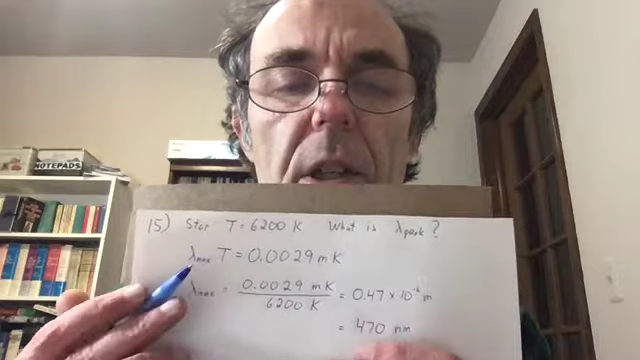 NOTEPADS
15) Star T = 6200 K What is λpeak?
λmax T = 0.0029 m K
λmax = 0.0029 m K / 6200 K = 0.47 × 10⁻⁶ m
= 470 nm